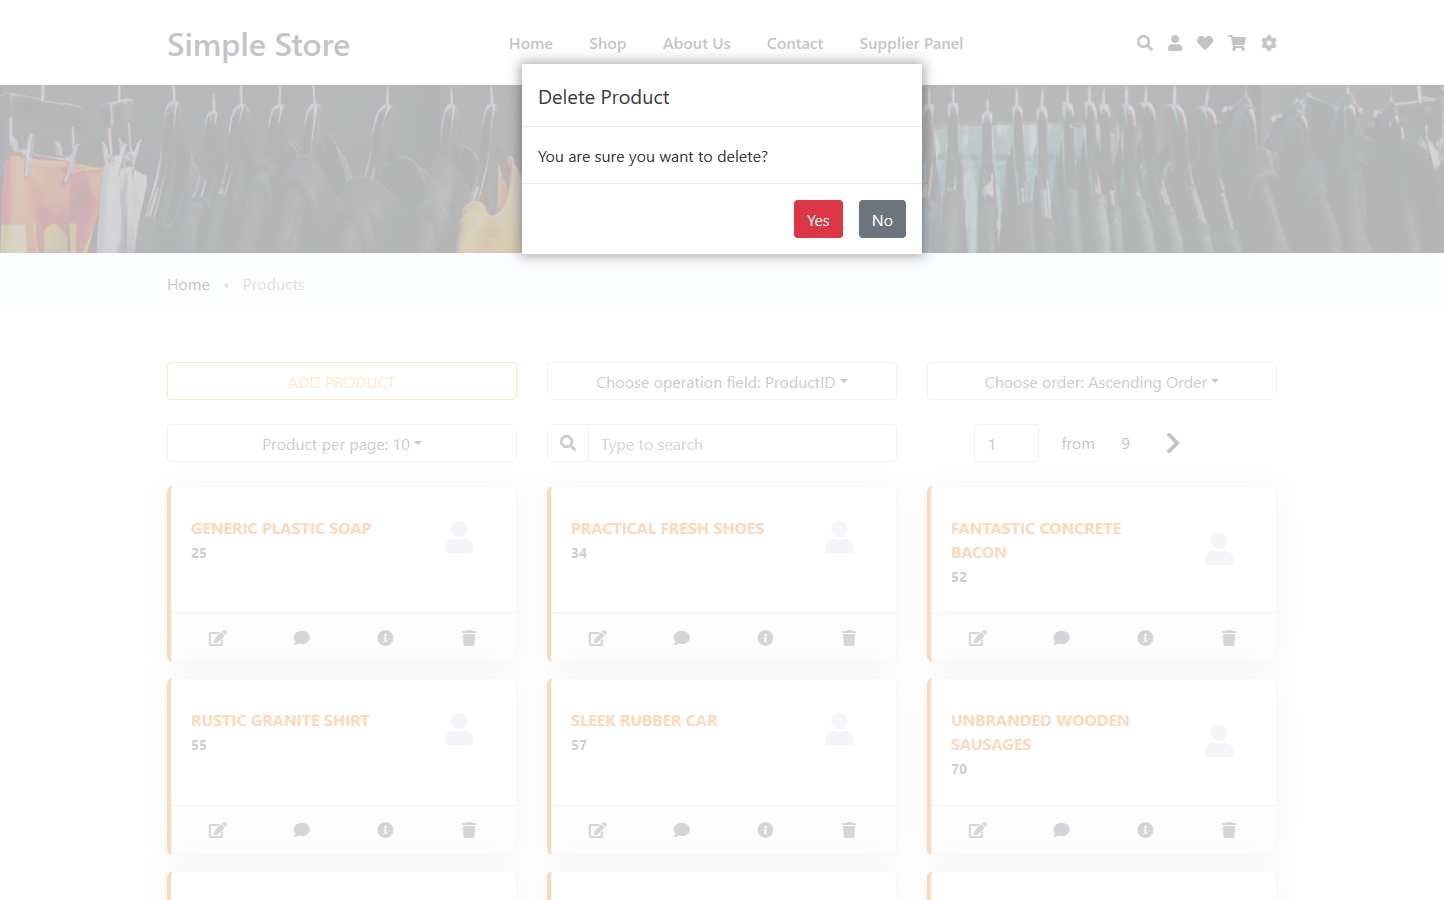 Simple Store
Home Shop About Us Contact Supplier Panel
Delete Product
You are sure you want to delete?
Yes No
Home • Products
ADD PRODUCT
Choose operation field: ProductID
Choose order: Ascending Order
Product per page: 10
Type to search
1 from 9
GENERIC PLASTIC SOAP
25
PRACTICAL FRESH SHOES
34
FANTASTIC CONCRETE
BACON
52
RUSTIC GRANITE SHIRT
55
SLEEK RUBBER CAR
57
UNBRANDED WOODEN
SAUSAGES
70